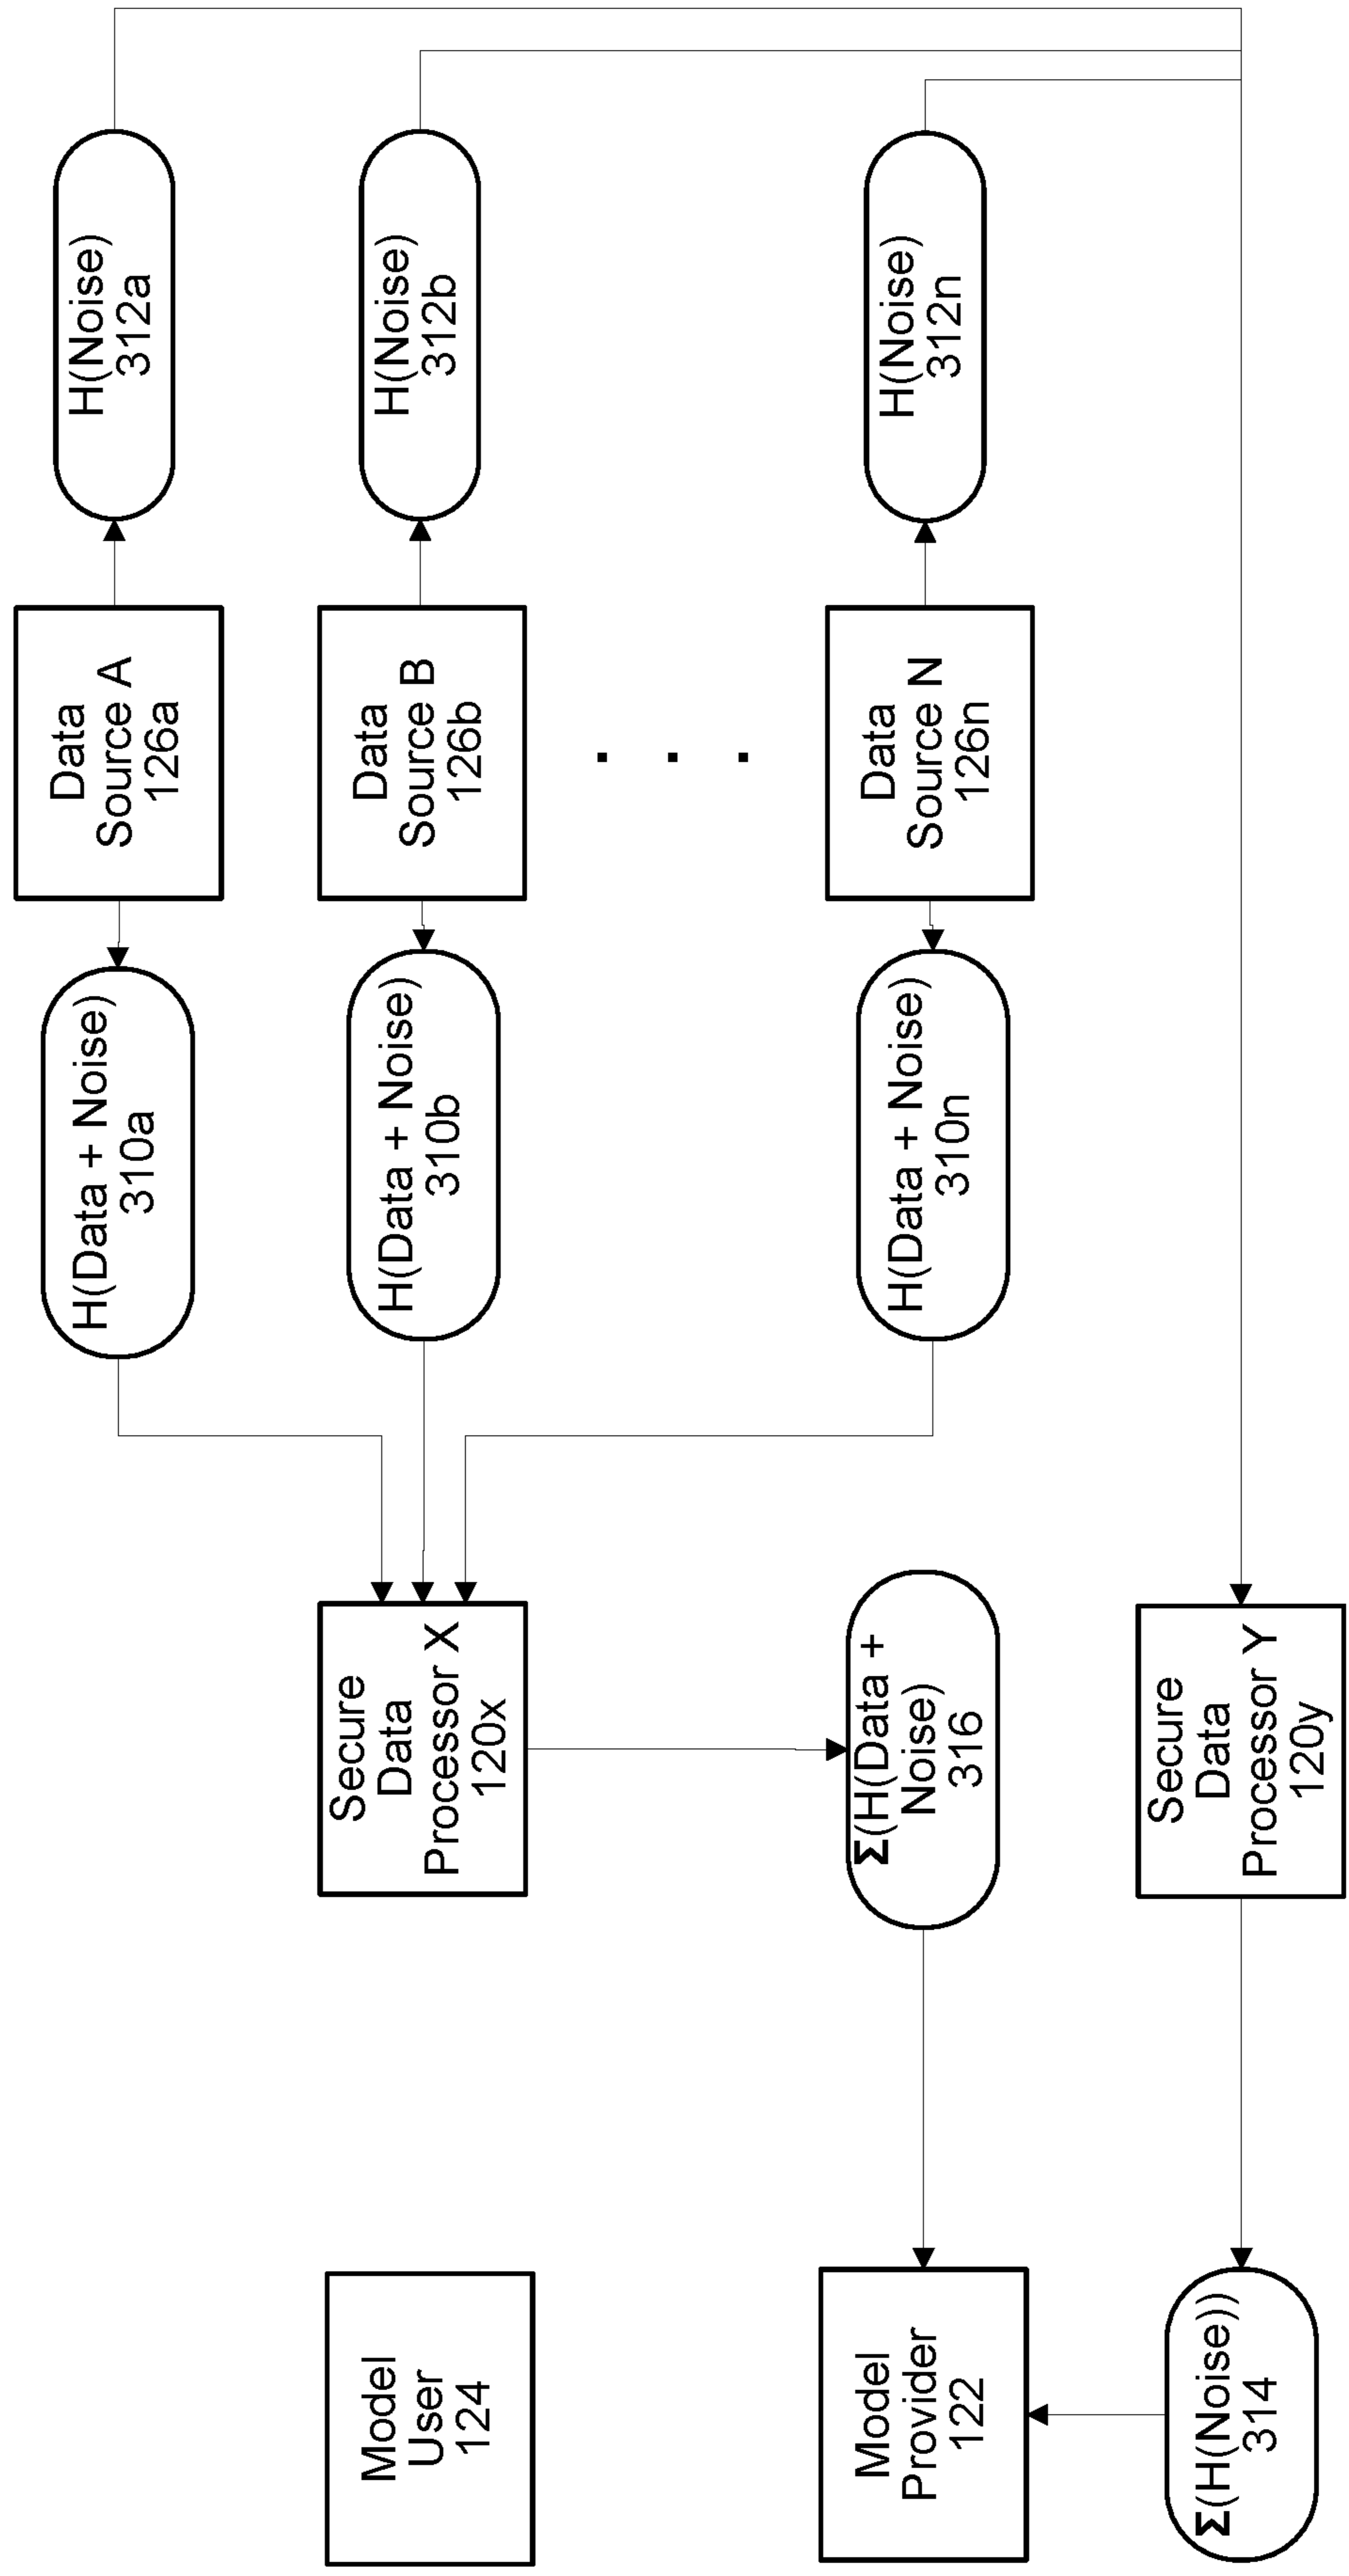 H(Data + Noise)
310a
Data
Source A
126a
H(Noise)
312a
Model
User
124
Secure
Data
Processor X
120x
H(Data + Noise)
310b
Data
Source B
126b
H(Noise)
312b
. . .
Model
Provider
122
Σ(H(Data +
Noise)
316
H(Data + Noise)
310n
Data
Source N
126n
H(Noise)
312n
Σ(H(Noise))
314
Secure
Data
Processor Y
120y